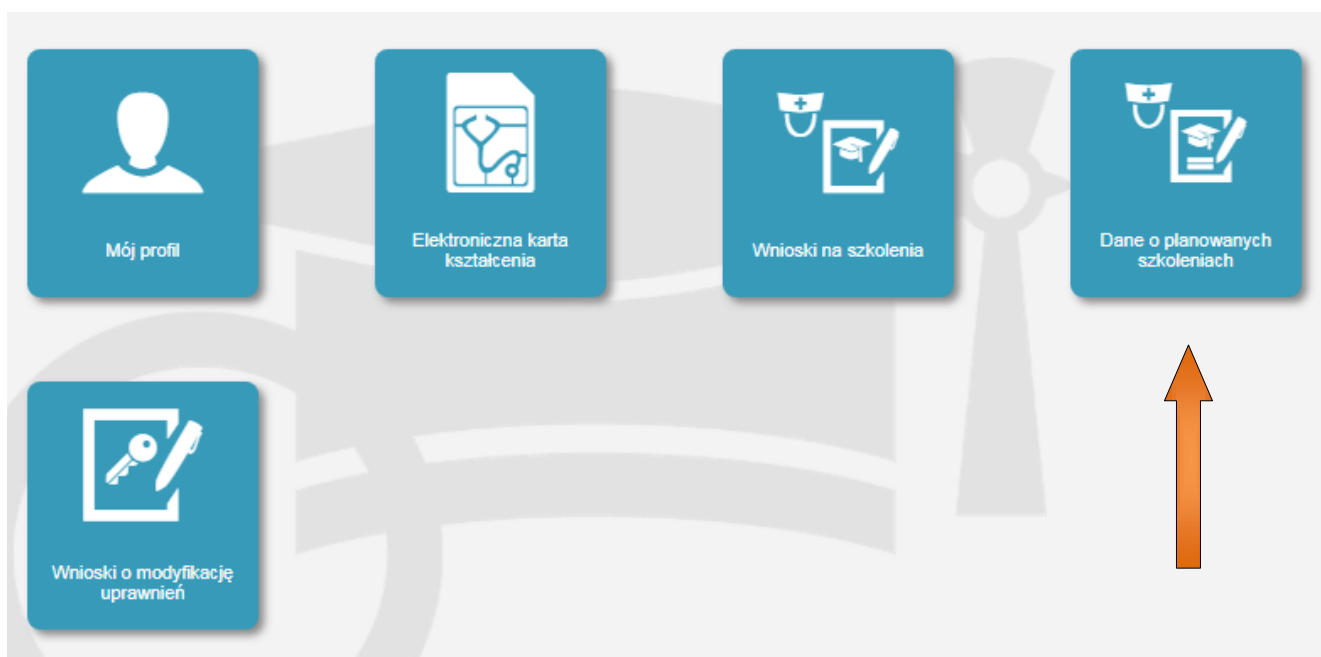 Mój profil
Elektroniczna karta
kształcenia
Wnioski na szkolenia
Dane o planowanych
szkoleniach
Wnioski o modyfikację
uprawnień